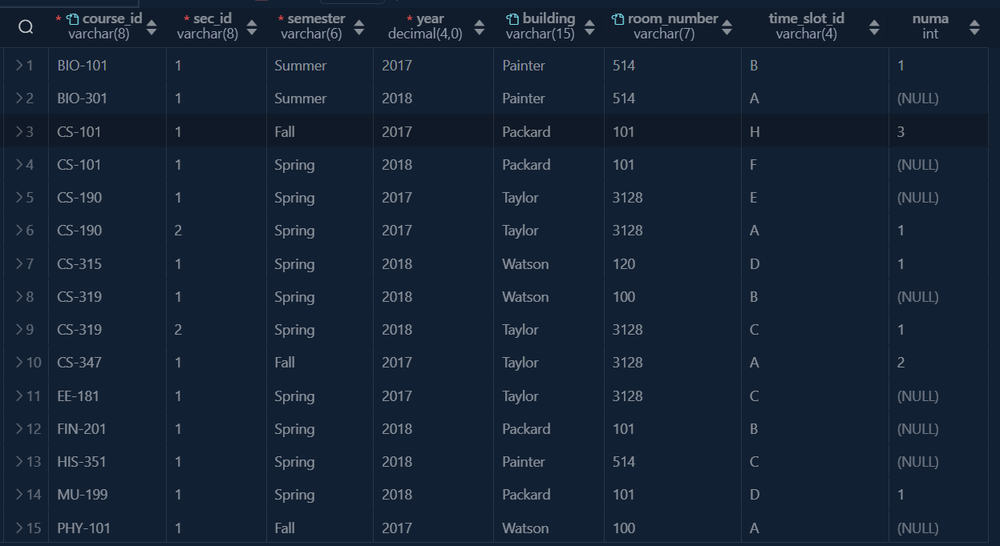 * course_id * sec_id * semester * year building room_number time_slot_id numa
varchar(8) varchar(8) varchar(6) decimal(4,0) varchar(15) varchar(7) varchar(4) int
1 BIO-101 1 Summer 2017 Painter 514 B 1
2 BIO-301 1 Summer 2018 Painter 514 A (NULL)
3 CS-101 1 Fall 2017 Packard 101 H 3
4 CS-101 1 Spring 2018 Packard 101 F (NULL)
5 CS-190 1 Spring 2017 Taylor 3128 E (NULL)
6 CS-190 2 Spring 2017 Taylor 3128 A 1
7 CS-315 1 Spring 2018 Watson 120 D 1
8 CS-319 1 Spring 2018 Watson 100 B (NULL)
9 CS-319 2 Spring 2018 Taylor 3128 C 1
10 CS-347 1 Fall 2017 Taylor 3128 A 2
11 EE-181 1 Spring 2017 Taylor 3128 C (NULL)
12 FIN-201 1 Spring 2018 Packard 101 B (NULL)
13 HIS-351 1 Spring 2018 Painter 514 C (NULL)
14 MU-199 1 Spring 2018 Packard 101 D 1
15 PHY-101 1 Fall 2017 Watson 100 A (NULL)